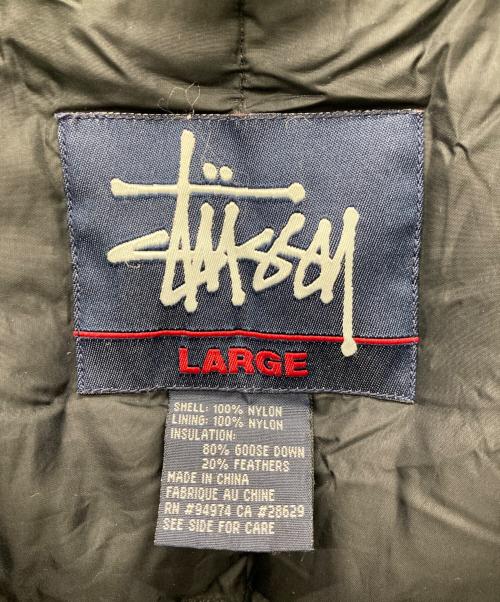 Stüssy
LARGE
SHELL: 100% NYLON
LINING: 100% NYLON
INSULATION:
80% GOOSE DOWN
20% FEATHERS
MADE IN CHINA
FABRIQUE AU CHINE
RN #94974 CA #28629
SEE SIDE FOR CARE